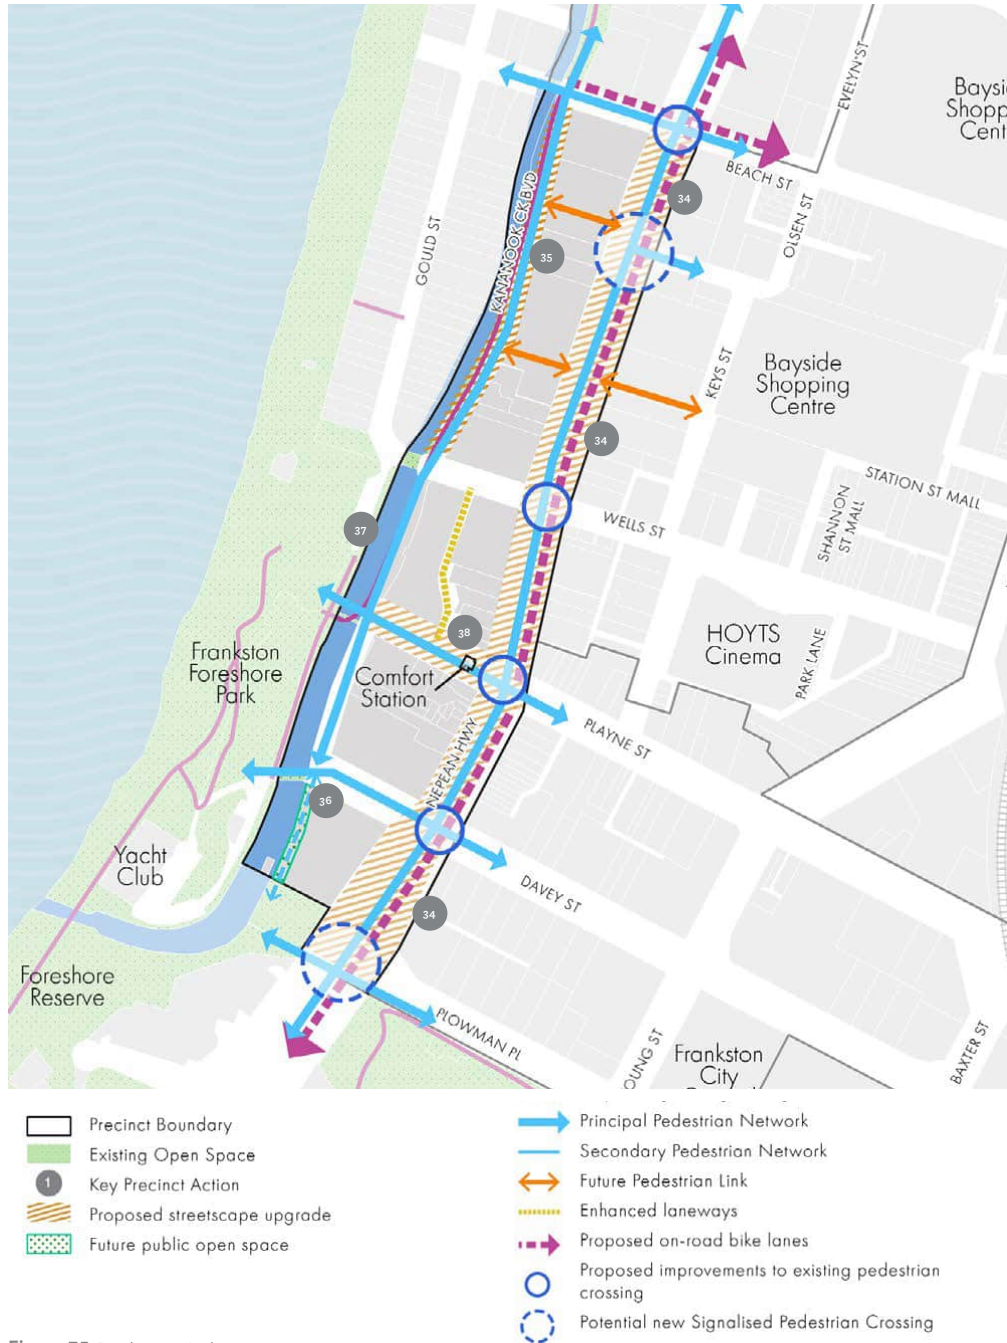 EVELYN ST
Baysi
Shopp
Cent
BEACH ST
34
OLSEN ST
KANANOOK CK BVD
GOULD ST
35
KEYS ST
Bayside
Shopping
Centre
34
STATION ST MALL
SHANNON
ST MALL
WELLS ST
37
38
HOYTS
Cinema
PARK LANE
Frankston
Foreshore
Park
Comfort
Station
PLAYNE ST
NEPEAN HWY
36
Yacht
Club
DAVEY ST
34
Foreshore
Reserve
PLOWMAN PL
OUNG ST
Frankston
City
BAXTER ST
Precinct Boundary
Existing Open Space
1
Key Precinct Action
Proposed streetscape upgrade
Future public open space
Principal Pedestrian Network
Secondary Pedestrian Network
Future Pedestrian Link
Enhanced laneways
Proposed on-road bike lanes
Proposed improvements to existing pedestrian
crossing
Potential new Signalised Pedestrian Crossing